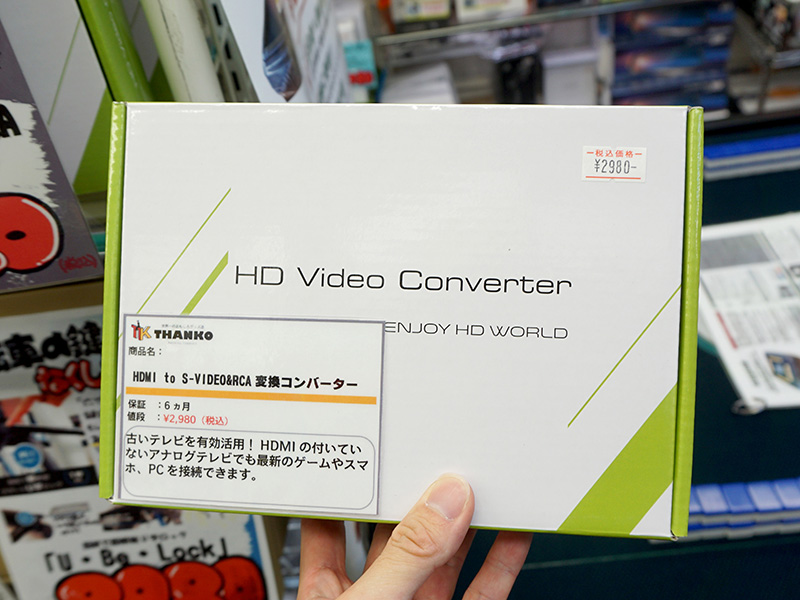 税込価格
¥2980-
HD Video Converter
ENJOY HD WORLD
THANKO
商品名：
HDMI to S-VIDEO&RCA 変換コンバーター
保証 ：6ヵ月
値段 ：¥2,980（税込）
古いテレビを有効活用！ HDMIの付いてい
ないアナログテレビでも最新のゲームやスマ
ホ、PCを接続できます。
「U・Be・Lock」